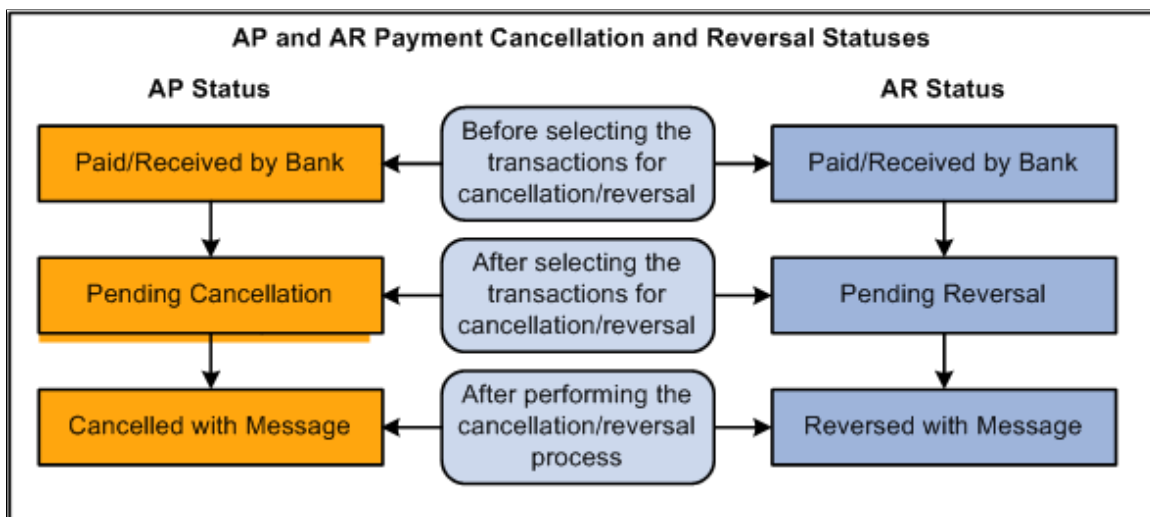 AP and AR Payment Cancellation and Reversal Statuses
AP Status
AR Status
Paid/Received by Bank
Before selecting the
transactions for
cancellation/reversal
Paid/Received by Bank
Pending Cancellation
After selecting the
transactions for
cancellation/reversal
Pending Reversal
Cancelled with Message
After performing the
cancellation/reversal
process
Reversed with Message